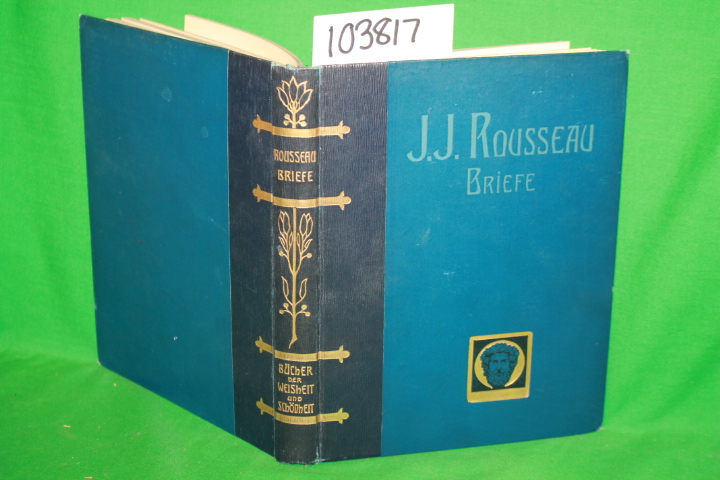 103817
ROUSSEAU
BRIEFE
BÜCHER
DER
WEISHEIT
UND
SCHÖNHEIT
J.J. ROUSSEAU
BRIEFE